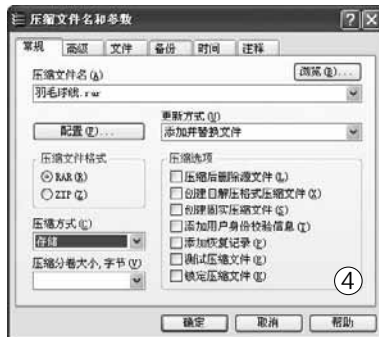 压缩文件名和参数
常规 高级 文件 备份 时间 注释
压缩文件名(A) 浏览(B)...
羽毛球锐.rar
更新方式(U)
配置(F)... 添加并替换文件
压缩文件格式 压缩选项
RAR(R) 压缩后删除源文件(L)
ZIP(Z) 创建自解压格式压缩文件(X)
创建固实压缩文件(S)
压缩方式(C) 添加用户身份校验信息(I)
存储 添加恢复记录(P)
压缩分卷大小,字节(V) 测试压缩文件(E)
锁定压缩文件(K)
④
确定 取消 帮助